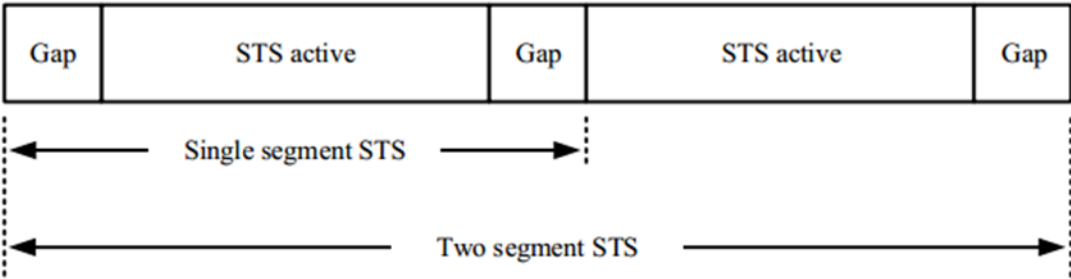 Gap STS active Gap STS active Gap
Single segment STS
Two segment STS